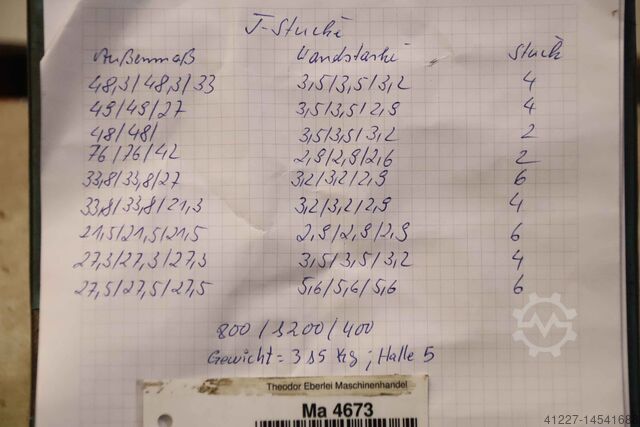 T-Stücke
Außenmaß Wandstärke Stück
48,3/48,3/33 3,5/3,5/3,2 4
49/49/27 3,5/3,5/2,9 4
48/48/ 3,5/3,5/3,2 2
76/76/42 2,9/2,9/2,6 2
33,8/33,8/27 3,2/3,2/2,9 6
33,8/33,8/21,3 3,2/3,2/2,9 4
21,5/21,5/21,5 2,9/2,9/2,9 6
27,3/27,3/27,3 3,5/3,5/3,2 4
27,5/27,5/27,5 5,6/5,6/5,6 6
800/1200/400
Gewicht = 315 Kg; Halle 5
Theodor Eberlei Maschinenhandel
Ma 4673
41227-14541683